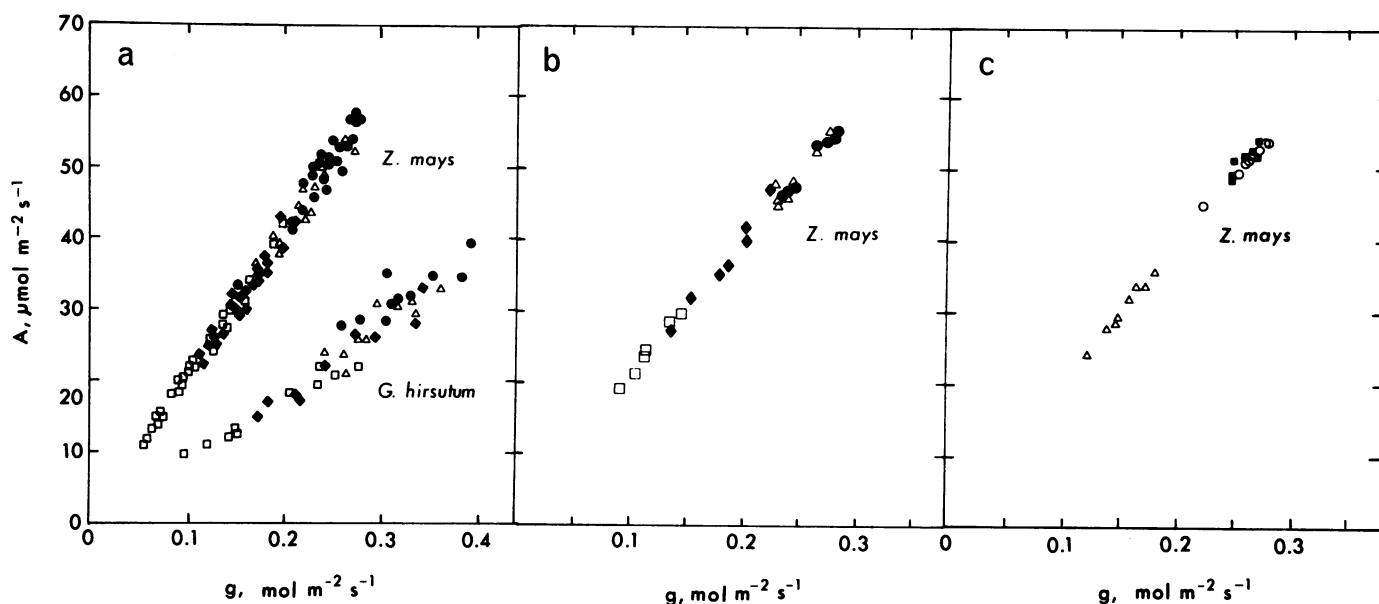 70
60
50
40
30
20
10
0
A, μmol m⁻² s⁻¹
a
Z. mays
G. hirsutum
0
0.1
0.2
0.3
0.4
g, mol m⁻² s⁻¹
b
Z. mays
0.1
0.2
0.3
g, mol m⁻² s⁻¹
c
Z. mays
0
0.1
0.2
0.3
g, mol m⁻² s⁻¹